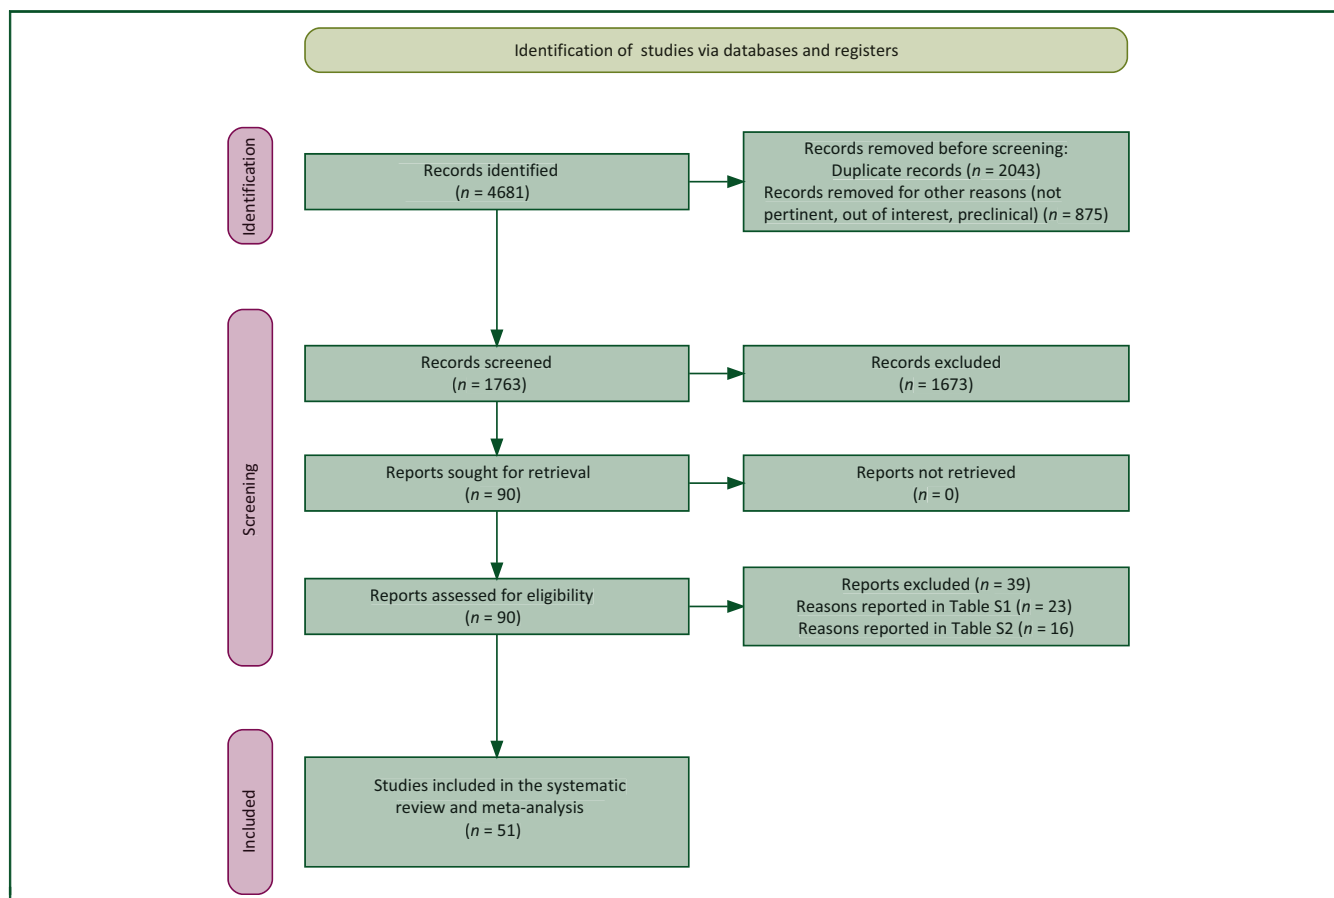 Identification of studies via databases and registers
Identification
Records identified
(n = 4681)
Records removed before screening:
Duplicate records (n = 2043)
Records removed for other reasons (not
pertinent, out of interest, preclinical) (n = 875)
Screening
Records screened
(n = 1763)
Records excluded
(n = 1673)
Reports sought for retrieval
(n = 90)
Reports not retrieved
(n = 0)
Reports assessed for eligibility
(n = 90)
Reports excluded (n = 39)
Reasons reported in Table S1 (n = 23)
Reasons reported in Table S2 (n = 16)
Included
Studies included in the systematic
review and meta-analysis
(n = 51)